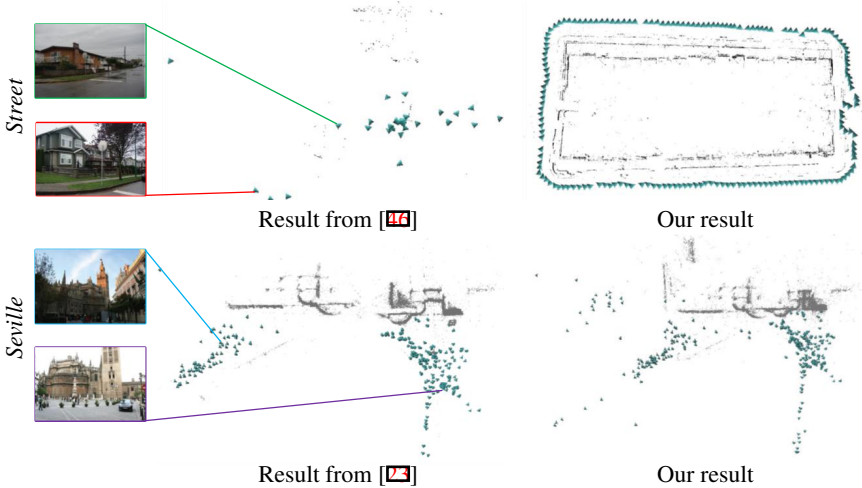 Street
Result from [46]
Our result
Seville
Result from [23]
Our result